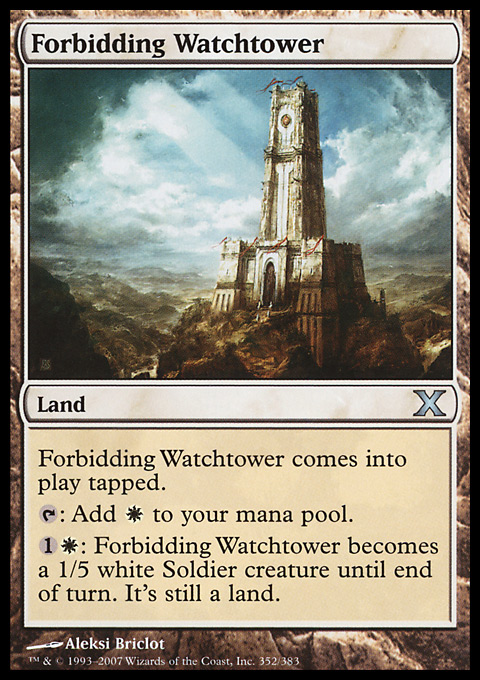 Forbidding Watchtower
Land
X
Forbidding Watchtower comes into
play tapped.
: Add to your mana pool.
1 : Forbidding Watchtower becomes
a 1/5 white Soldier creature until end
of turn. It's still a land.
Aleksi Briclot
™ & © 1993–2007 Wizards of the Coast, Inc. 352/383